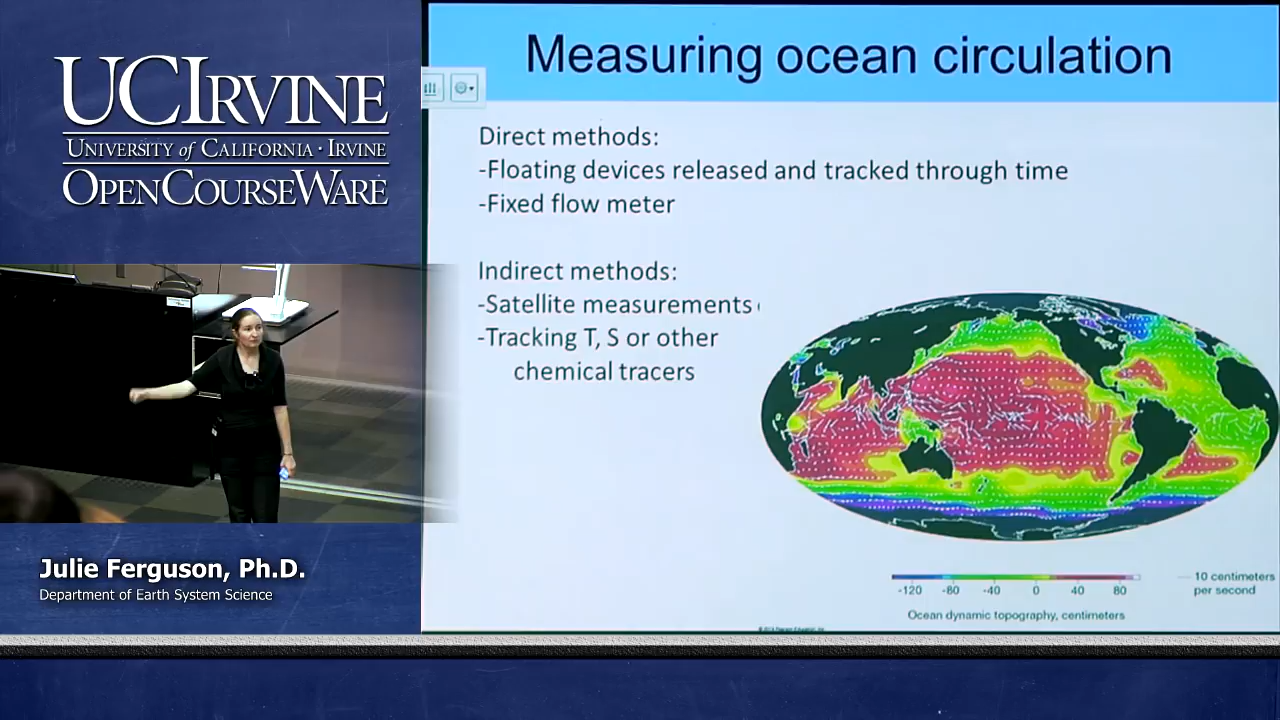 UCIRVINE
UNIVERSITY of CALIFORNIA · IRVINE
OPENCOURSEWARE
Measuring ocean circulation
Direct methods:
-Floating devices released and tracked through time
-Fixed flow meter
Indirect methods:
-Satellite measurements
-Tracking T, S or other
chemical tracers
-120 -80 -40 0 40 80
10 centimeters
per second
Ocean dynamic topography, centimeters
Julie Ferguson, Ph.D.
Department of Earth System Science